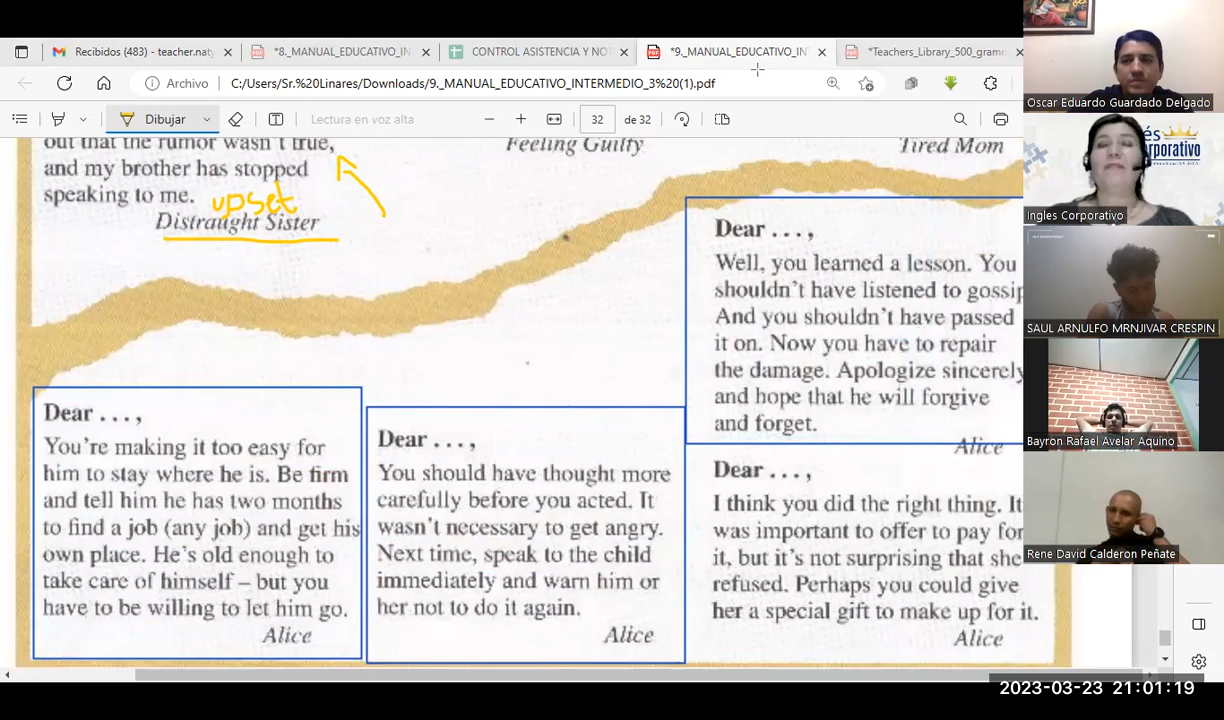 Recibidos (483) - teacher.nat
*8._MANUAL_EDUCATIVO_IN
CONTROL ASISTENCIA Y NOT
*9._MANUAL_EDUCATIVO_IN
*Teachers_Library_500_gramm
Archivo
C:/Users/Sr.%20Linares/Downloads/9._MANUAL_EDUCATIVO_INTERMEDIO_3%20(1).pdf
Dibujar
Lectura en voz alta
32
de 32
out that the rumor wasn't true,
and my brother has stopped
speaking to me.
upset
Distraught Sister
Feeling Guilty
Tired Mom
Dear . . . ,
Well, you learned a lesson. You
shouldn't have listened to gossip
And you shouldn't have passed
it on. Now you have to repair
the damage. Apologize sincerely
and hope that he will forgive
and forget.
Alice
Dear . . . ,
You're making it too easy for
him to stay where he is. Be firm
and tell him he has two months
to find a job (any job) and get his
own place. He's old enough to
take care of himself – but you
have to be willing to let him go.
Alice
Dear . . . ,
You should have thought more
carefully before you acted. It
wasn't necessary to get angry.
Next time, speak to the child
immediately and warn him or
her not to do it again.
Alice
Dear . . . ,
I think you did the right thing. It
was important to offer to pay for
it, but it's not surprising that she
refused. Perhaps you could give
her a special gift to make up for it.
Alice
Oscar Eduardo Guardado Delgado
Ingles Corporativo
SAUL ARNULFO MRNJIVAR CRESPIN
Bayron Rafael Avelar Aquino
Rene David Calderon Peñate
2023-03-23 21:01:19